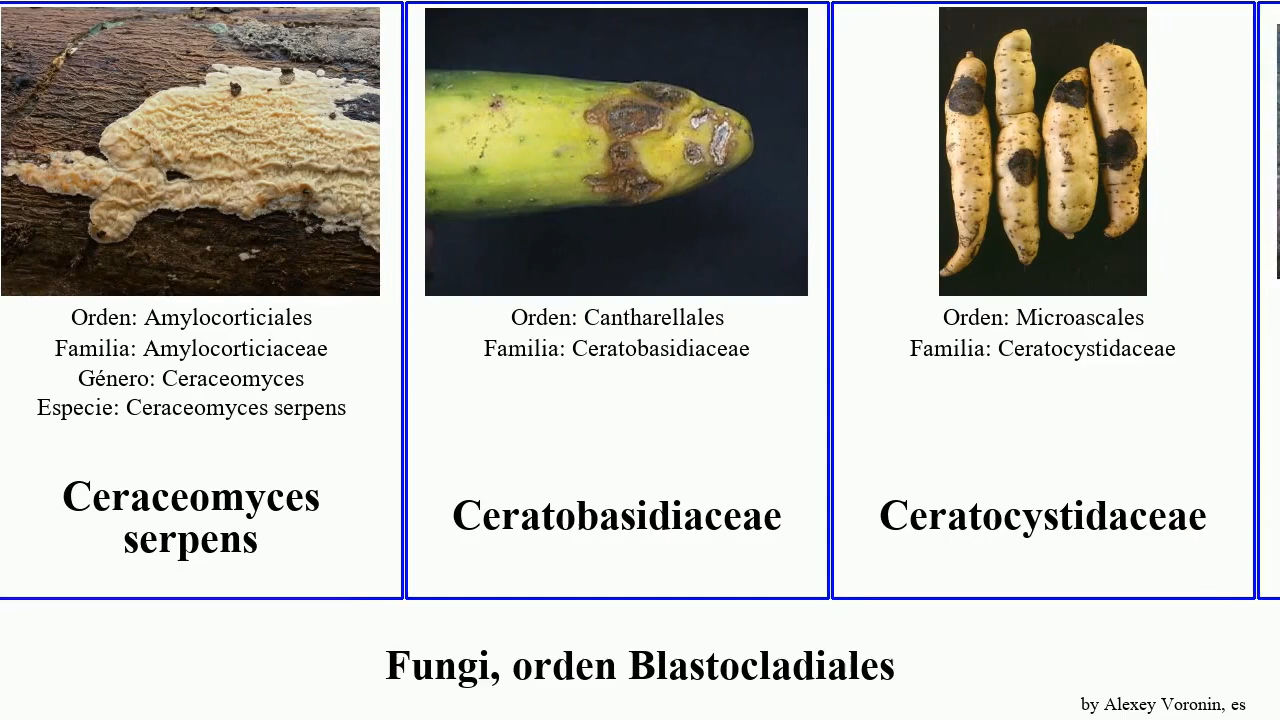 Orden: Amylocorticiales
Familia: Amylocorticiaceae
Género: Ceraceomyces
Especie: Ceraceomyces serpens
Ceraceomyces
serpens
Orden: Cantharellales
Familia: Ceratobasidiaceae
Ceratobasidiaceae
Orden: Microascales
Familia: Ceratocystidaceae
Ceratocystidaceae
Fungi, orden Blastocladiales
by Alexey Voronin, es